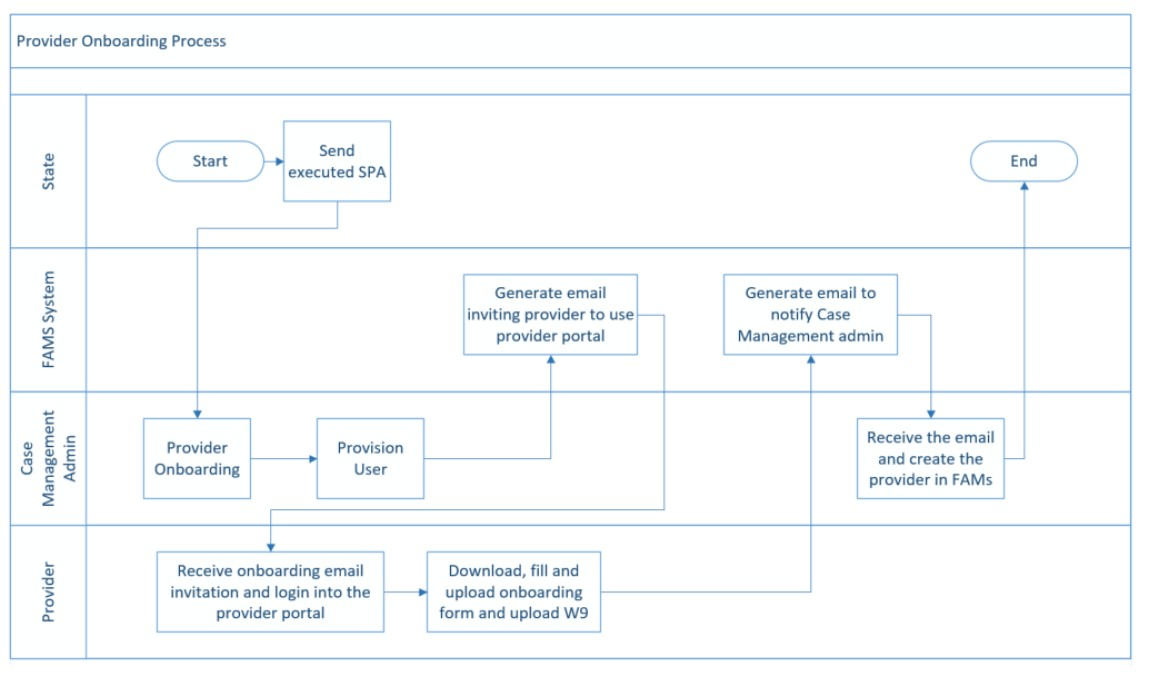 Provider Onboarding Process
State
Start
Send
executed SPA
End
FAMS System
Generate email
inviting provider to use
provider portal
Generate email to
notify Case
Management admin
Case
Management
Admin
Provider
Onboarding
Provision
User
Receive the email
and create the
provider in FAMs
Provider
Receive onboarding email
invitation and login into the
provider portal
Download, fill and
upload onboarding
form and upload W9